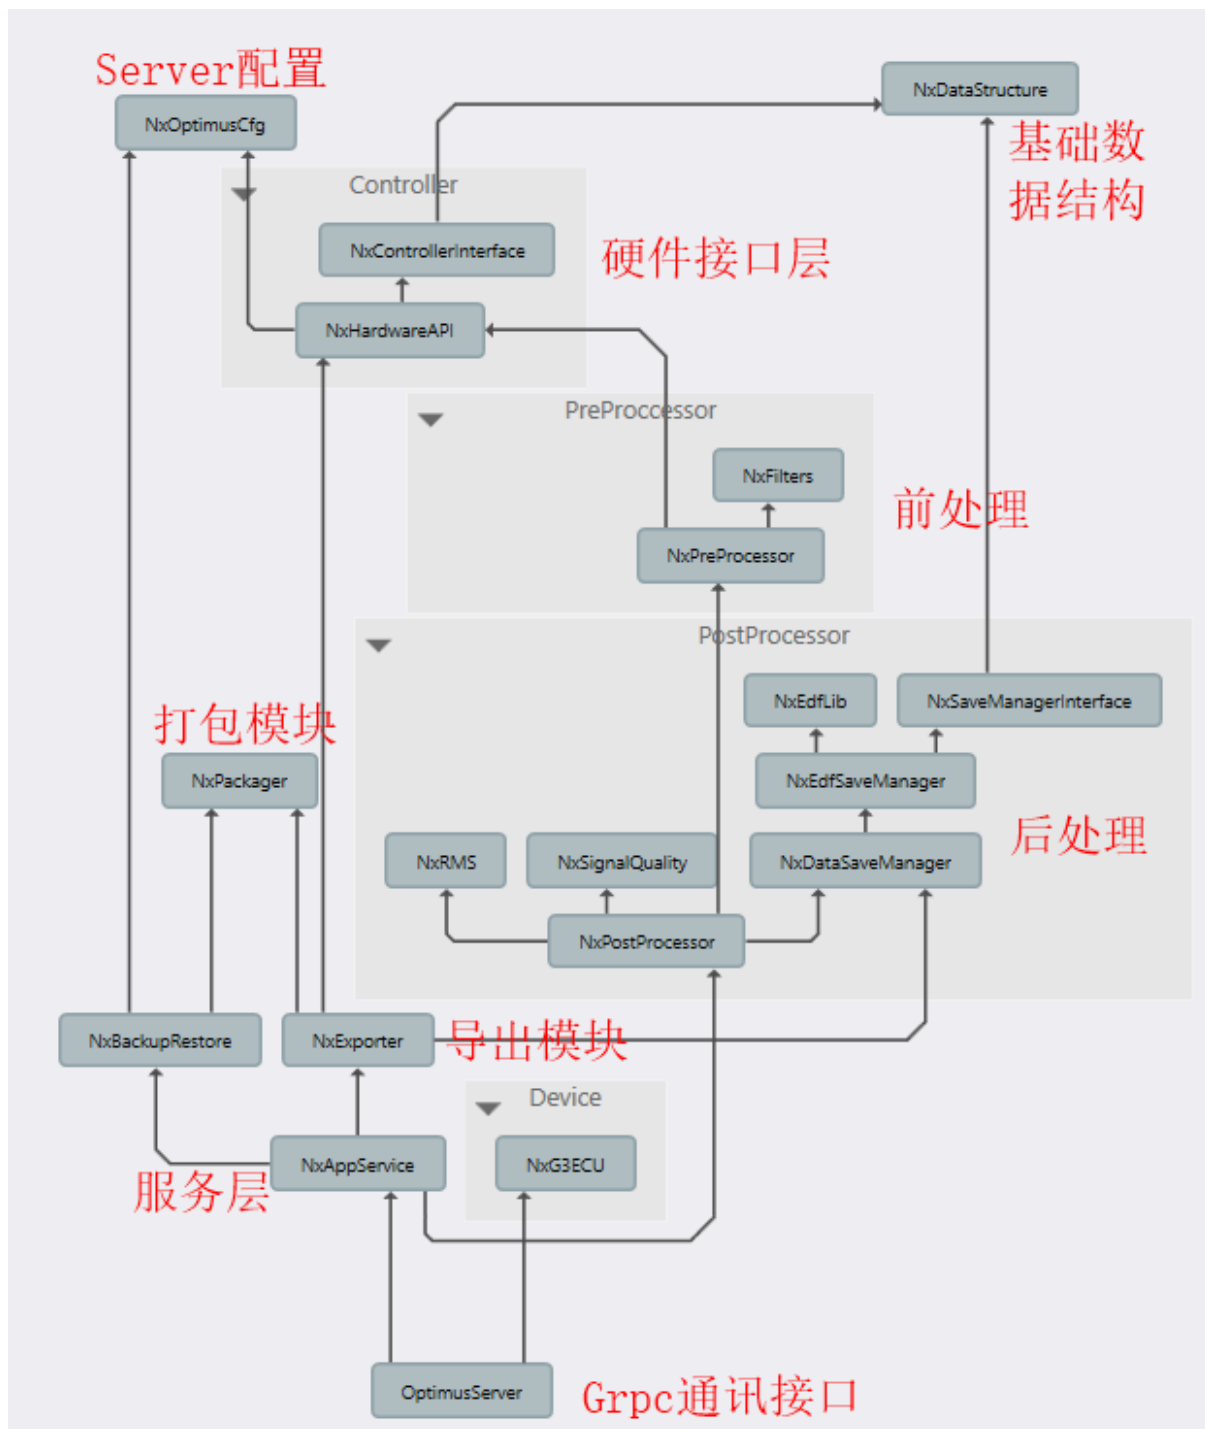 Server配置
NxOptimusCfg
NxDataStructure
基础数
据结构
Controller
NxControllerInterface
硬件接口层
NxHardwareAPI
PreProccessor
NxFilters
前处理
NxPreProcessor
PostProcessor
NxEdfLib
NxSaveManagerInterface
打包模块
NxPackager
NxEdfSaveManager
后处理
NxRMS
NxSignalQuality
NxDataSaveManager
NxPostProcessor
NxBackupRestore
NxExporter
导出模块
Device
NxAppService
NxG3ECU
服务层
OptimusServer
Grpc通讯接口